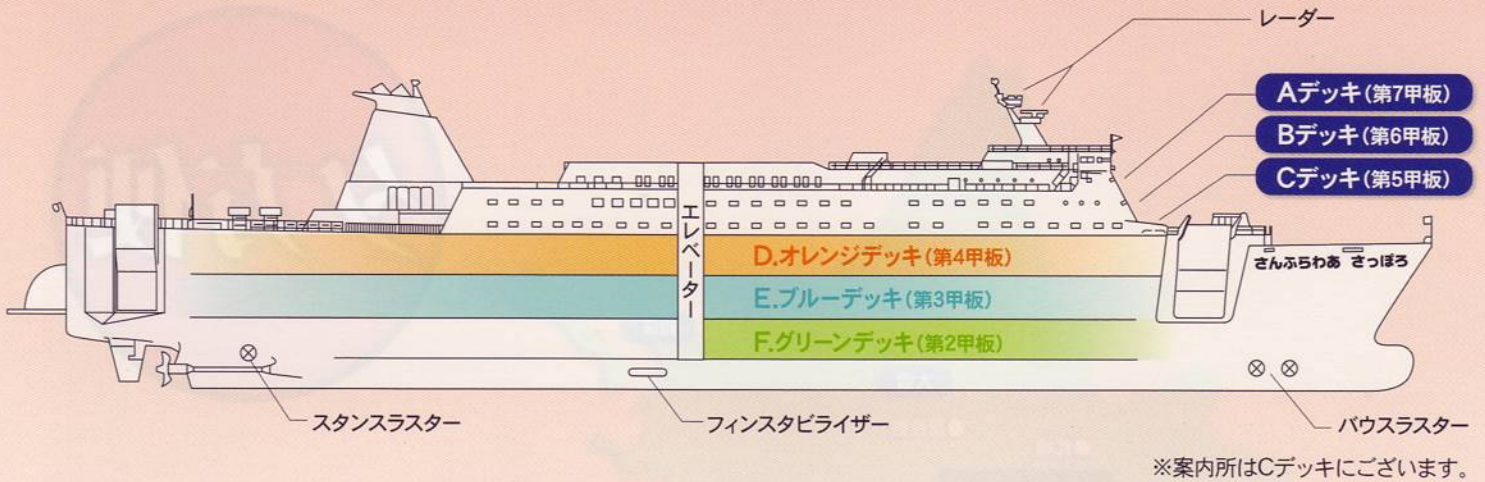 レーダー
Aデッキ(第7甲板)
Bデッキ(第6甲板)
Cデッキ(第5甲板)
エレベーター
D.オレンジデッキ(第4甲板)
さんふらわあ さっぽろ
E.ブルーデッキ(第3甲板)
F.グリーンデッキ(第2甲板)
スタンスラスター
フィンスタビライザー
バウスラスター
※案内所はCデッキにございます。